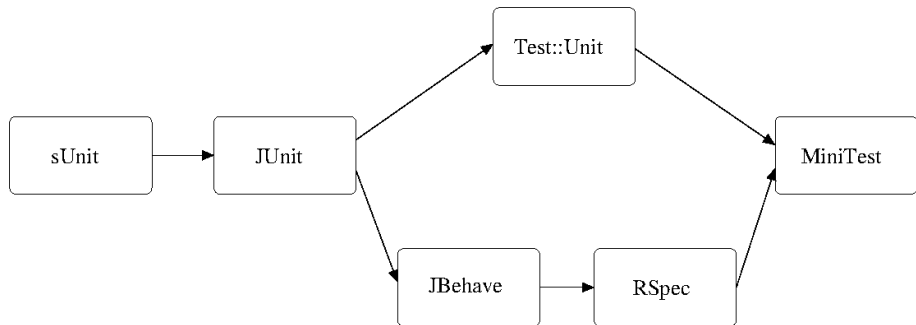 Test::Unit
sUnit
JUnit
MiniTest
JBehave
RSpec